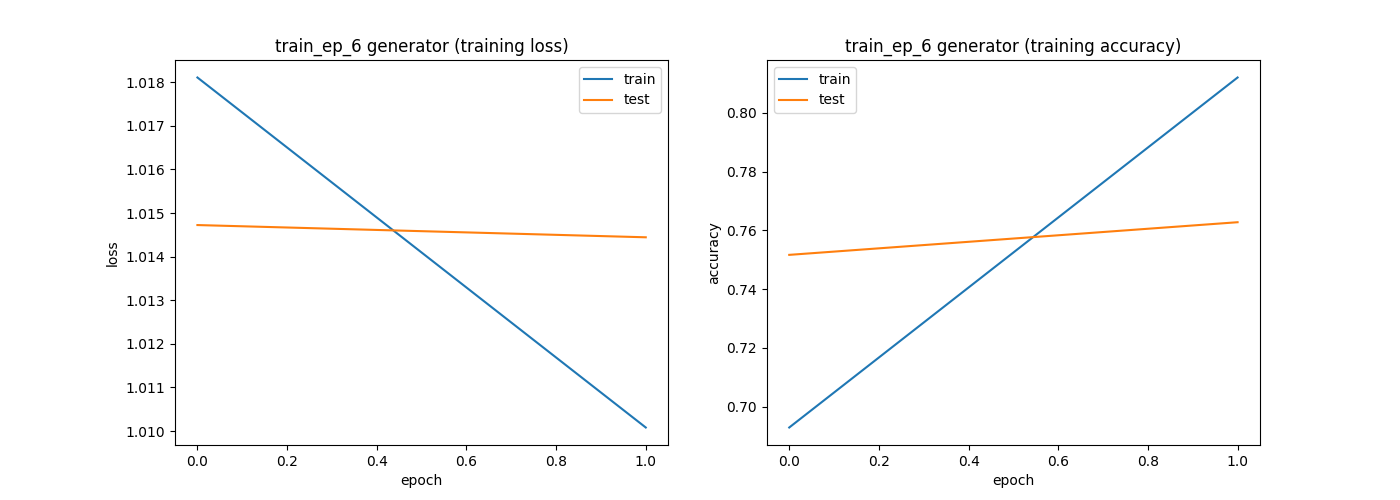 train_ep_6 generator (training loss)
train
test
1.018
1.017
1.016
1.015
1.014
1.013
1.012
1.011
1.010
loss
0.0 0.2 0.4 0.6 0.8 1.0
epoch
train_ep_6 generator (training accuracy)
train
test
0.80
0.78
0.76
0.74
0.72
0.70
accuracy
0.0 0.2 0.4 0.6 0.8 1.0
epoch